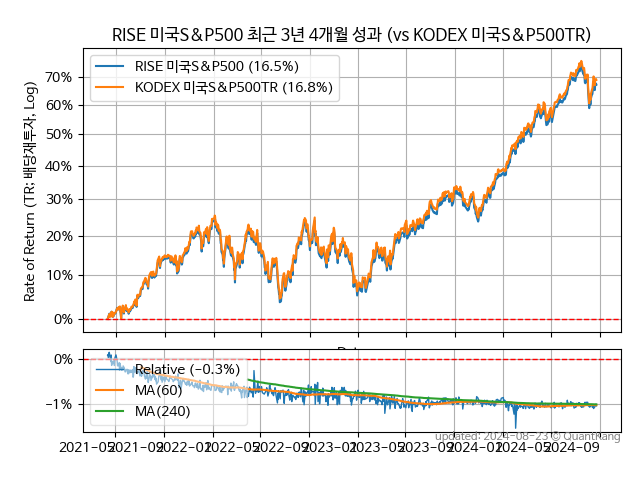 RISE 미국S&P500 최근 3년 4개월 성과 (vs KODEX 미국S&P500TR)
Rate of Return (TR: 배당재투자, Log)
RISE 미국S&P500 (16.5%)
KODEX 미국S&P500TR (16.8%)
70%
60%
50%
40%
30%
20%
10%
0%
0%
−1%
Relative (−0.3%)
MA(60)
MA(240)
updated: 2024-08-23 © Quantkang
2021-05
2021-09
2022-01
2022-05
2022-09
2023-01
2023-05
2023-09
2024-01
2024-05
2024-09